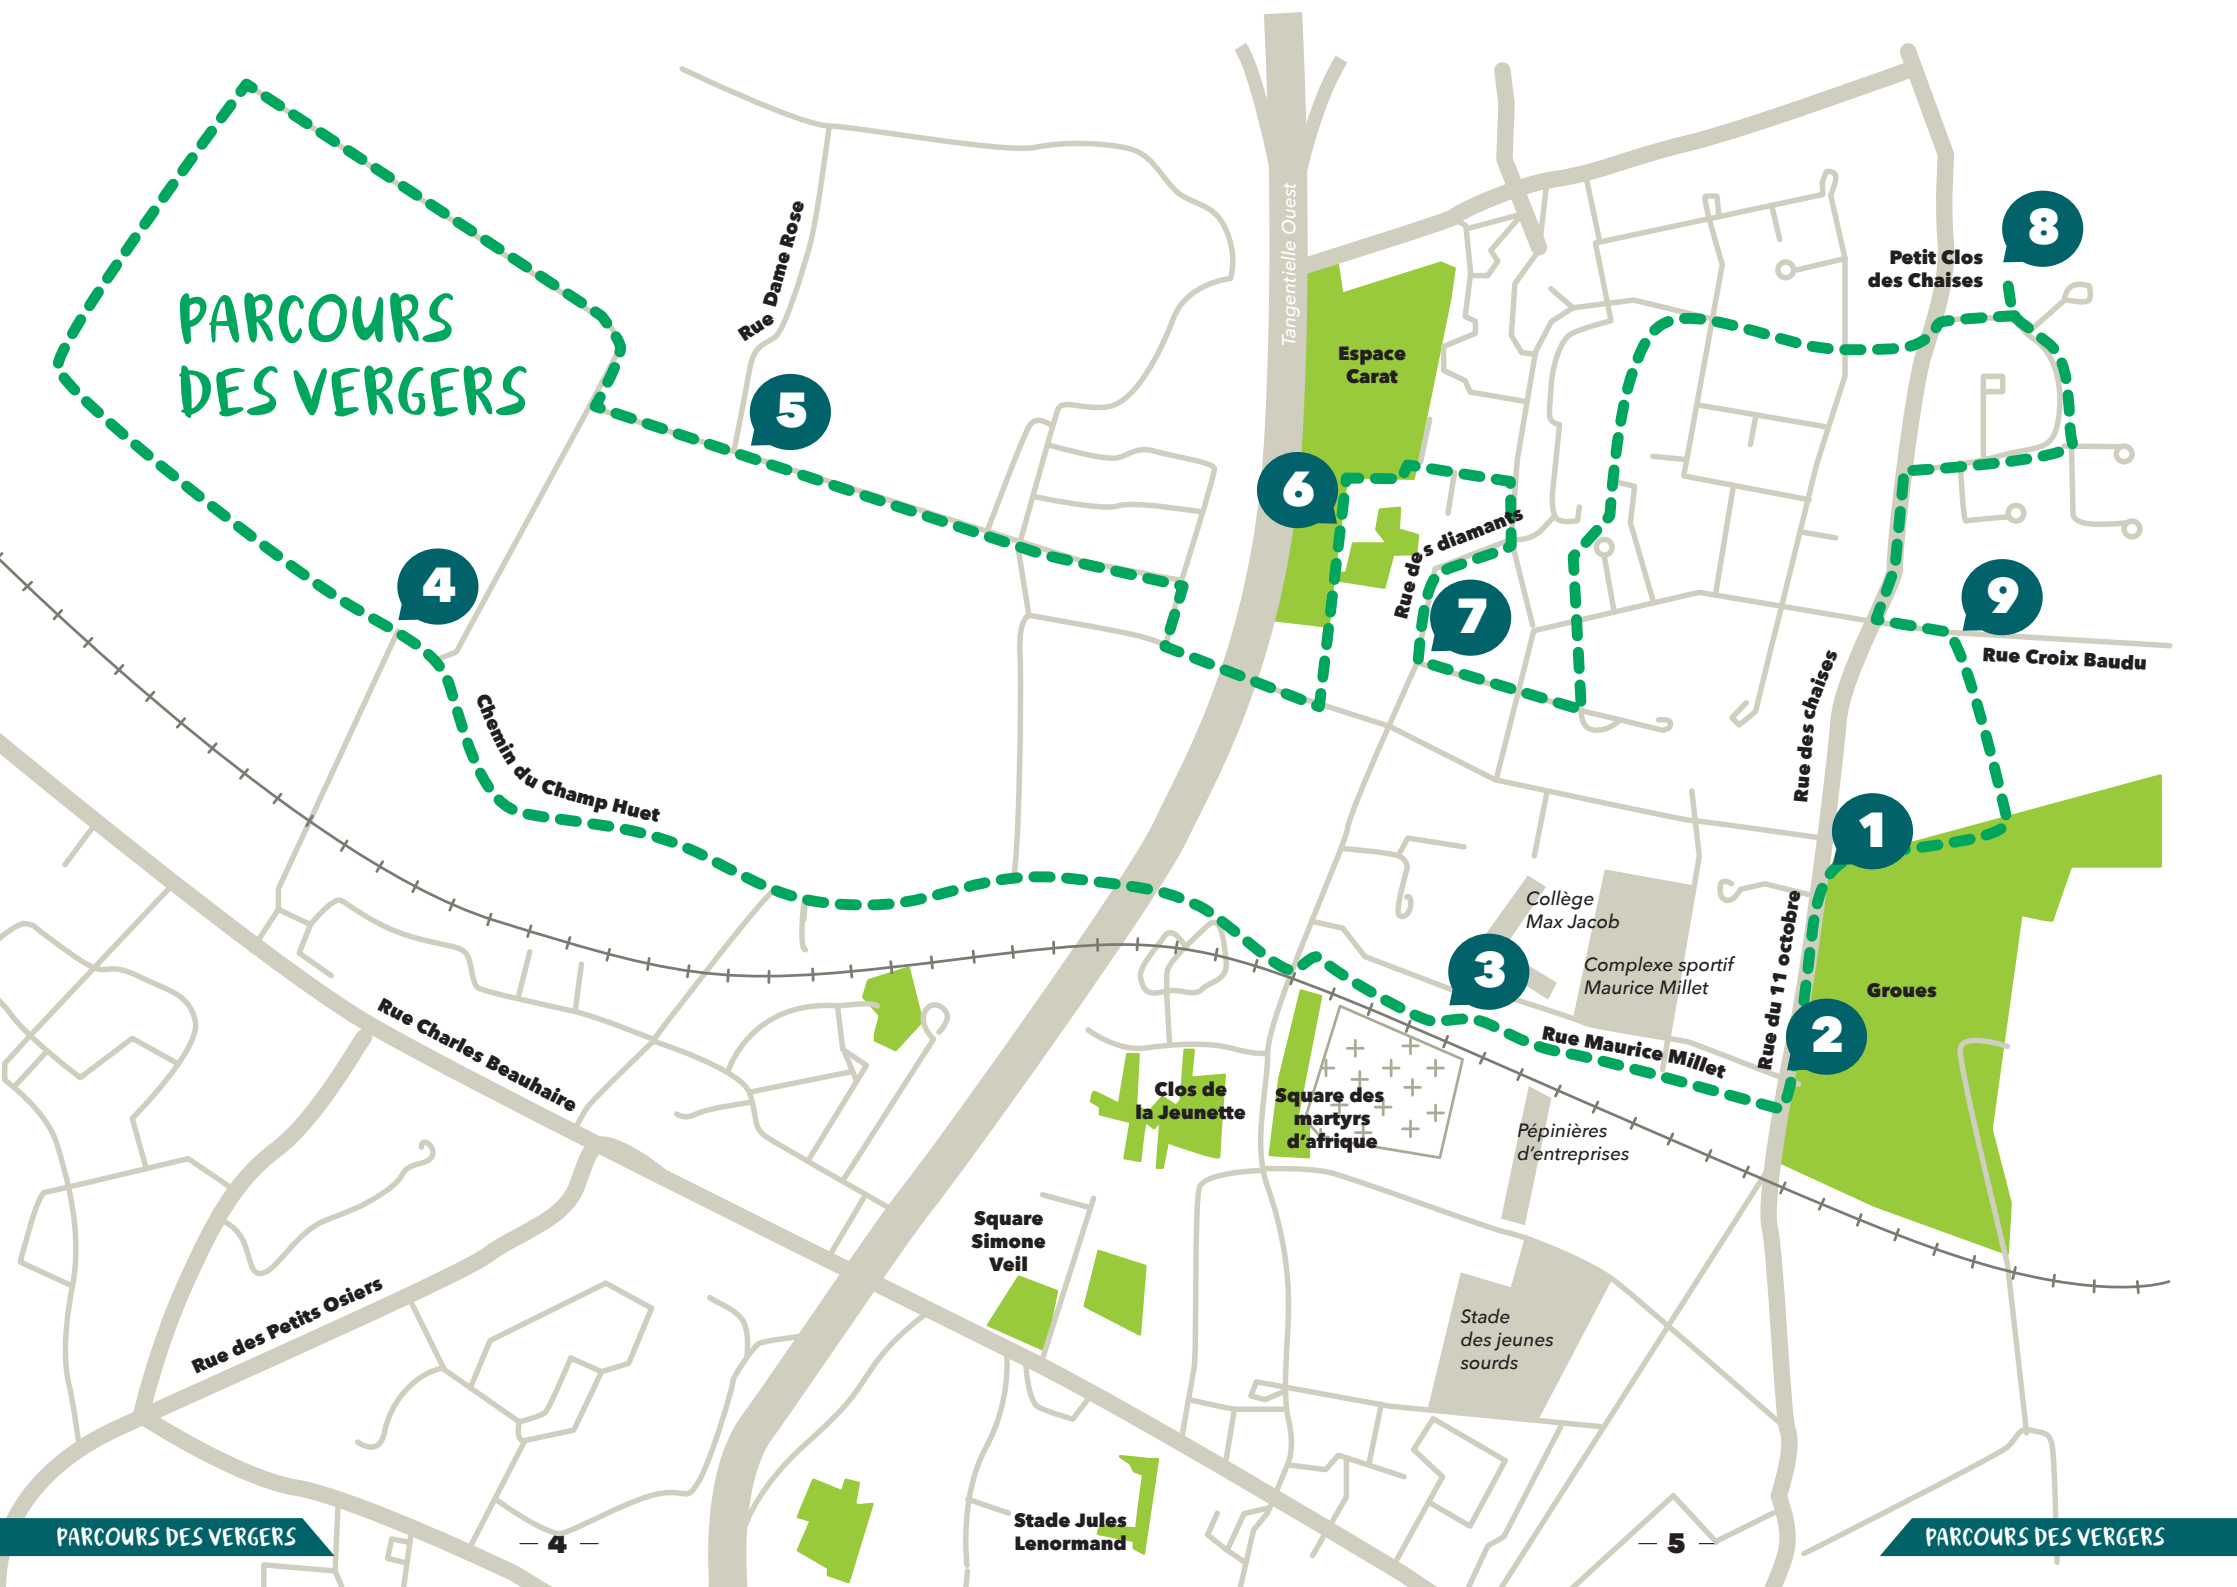 PARCOURS
DES VERGERS
Rue Dame Rose
5
4
Chemin du Champ Huet
Rue Charles Beauhaire
Rue des Petits Osiers
Tangentielle Ouest
Espace
Carat
6
Rue des diamants
7
Petit Clos
des Chaises
8
9
Rue Croix Baudu
Rue des chaises
1
Collège
Max Jacob
Complexe sportif
Maurice Millet
3
Rue du 11 octobre
Groues
2
Rue Maurice Millet
Clos de
la Jeunette
Square des
martyrs
d'afrique
Pépinières
d'entreprises
Square
Simone
Veil
Stade
des jeunes
sourds
Stade Jules
Lenormand
PARCOURS DES VERGERS
— 4 —
— 5 —
PARCOURS DES VERGERS